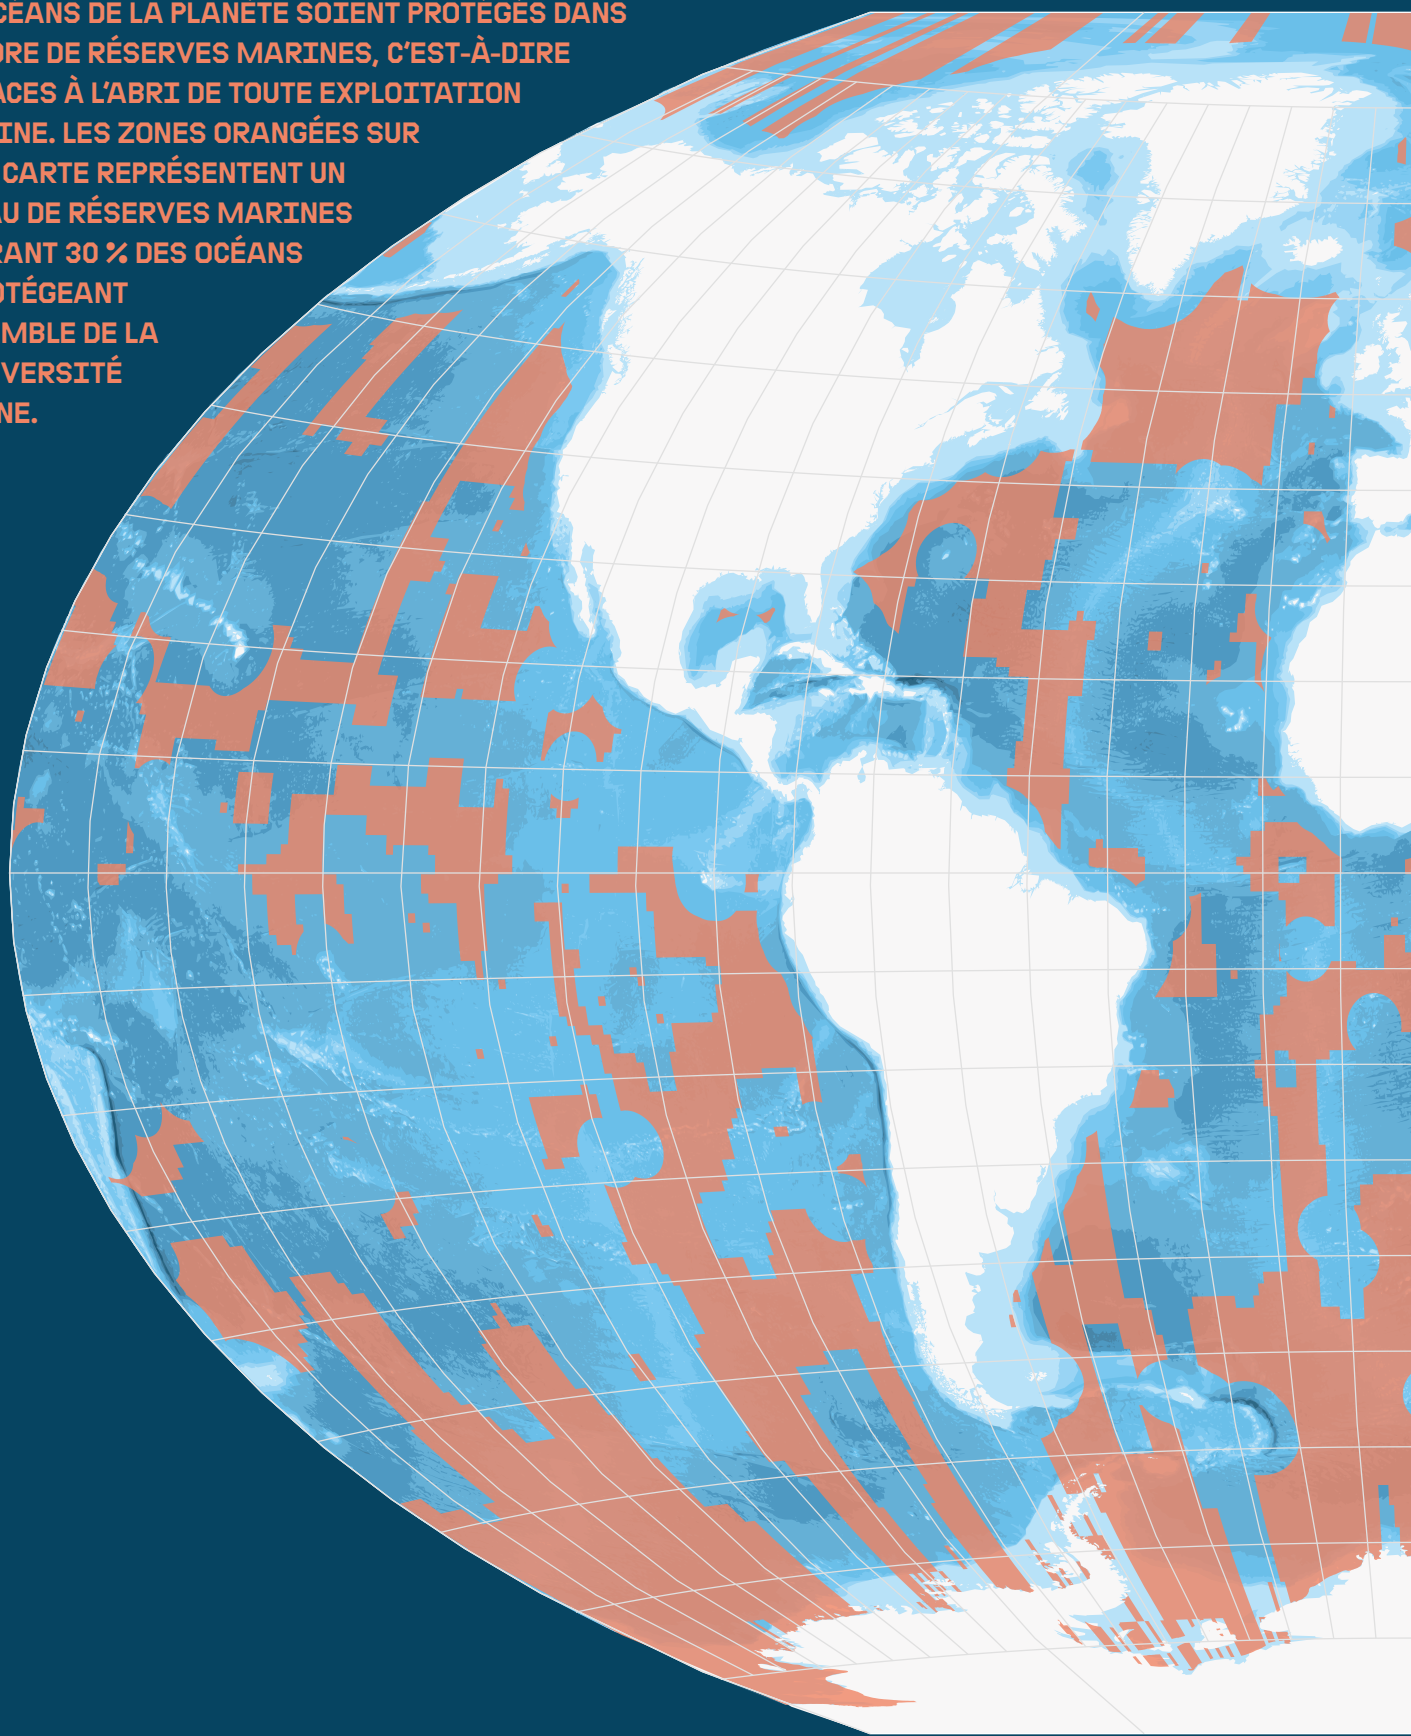 CÉANS DE LA PLANÈTE SOIENT PROTÉGÉS DANS
DRE DE RÉSERVES MARINES, C'EST-À-DIRE
ACES À L'ABRI DE TOUTE EXPLOITATION
INE. LES ZONES ORANGÉES SUR
CARTE REPRÉSENTENT UN
AU DE RÉSERVES MARINES
RANT 30 % DES OCÉANS
OTÉGEANT
MBLE DE LA
VERSITÉ
NE.